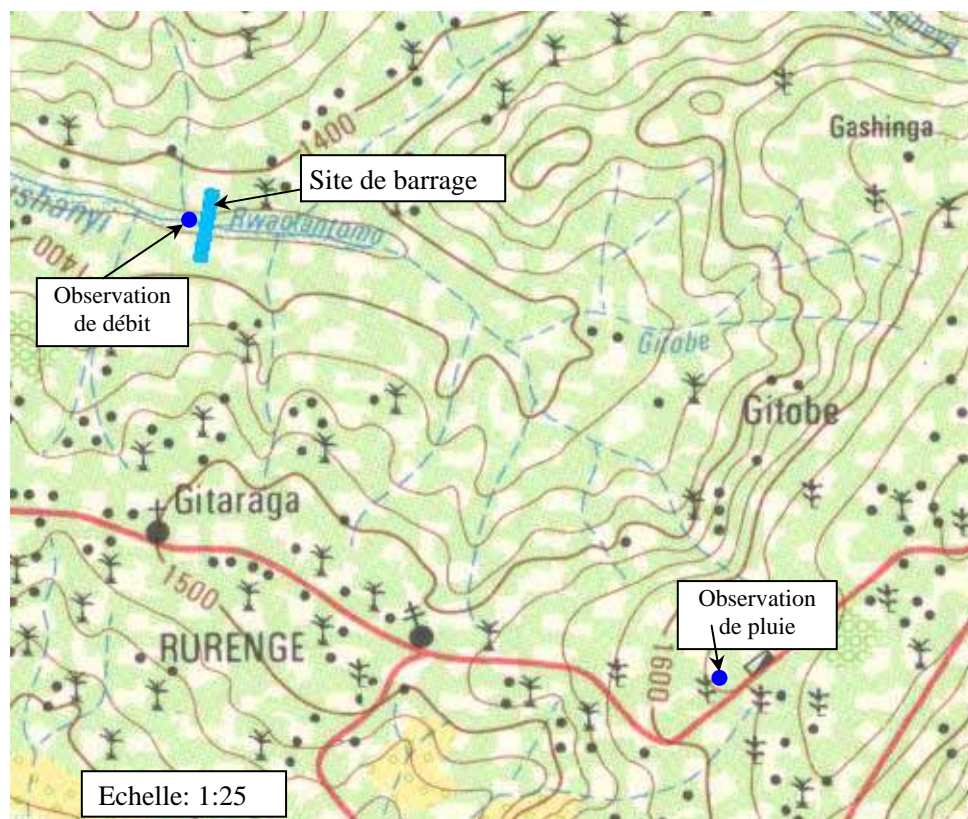 Gashinga
1400
Site de barrage
shanyi
1400
Observation
de débit
Gitobe
Gitobe
Gitaraga
1500
RURENGE
Observation
de pluie
1600
Echelle: 1:25